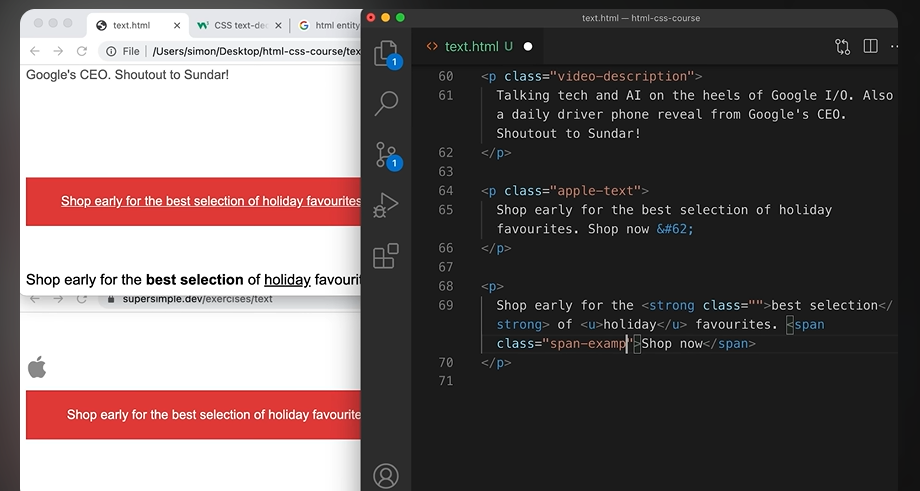 text.html
CSS text-de
html entity
File | /Users/simon/Desktop/html-css-course/tex
Google's CEO. Shoutout to Sundar!
Shop early for the best selection of holiday favourites
Shop early for the best selection of holiday favouri
supersimple.dev/exercises/text
Shop early for the best selection of holiday favourite
text.html — html-css-course
text.html U
1
1
60 <p class="video-description">
61 Talking tech and AI on the heels of Google I/O. Also
a daily driver phone reveal from Google's CEO.
Shoutout to Sundar!
62 </p>
63
64 <p class="apple-text">
65 Shop early for the best selection of holiday
favourites. Shop now &#62;
66 </p>
67
68 <p>
69 Shop early for the <strong class="">best selection</
strong> of <u>holiday</u> favourites. <span
class="span-examp">Shop now</span>
70 </p>
71